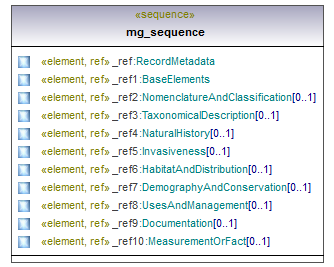 «sequence»
mg_sequence
«element, ref» _ref:RecordMetadata
«element, ref» _ref1:BaseElements
«element, ref» _ref2:NomenclatureAndClassification[0..1]
«element, ref» _ref3:TaxonomicalDescription[0..1]
«element, ref» _ref4:NaturalHistory[0..1]
«element, ref» _ref5:Invasiveness[0..1]
«element, ref» _ref6:HabitatAndDistribution[0..1]
«element, ref» _ref7:DemographyAndConservation[0..1]
«element, ref» _ref8:UsesAndManagement[0..1]
«element, ref» _ref9:Documentation[0..1]
«element, ref» _ref10:MeasurementOrFact[0..1]